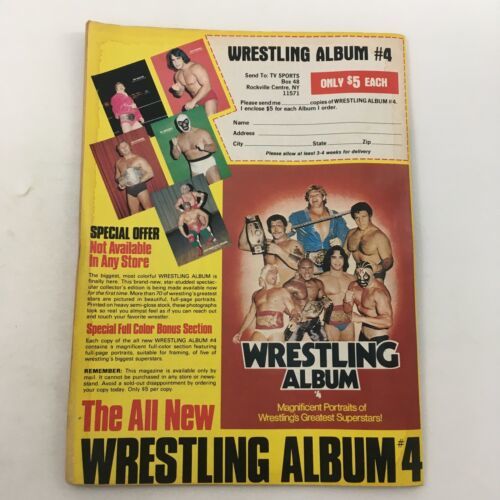 WRESTLING ALBUM #4
Send To: TV SPORTS
Box 48
Rockville Centre, NY
11571
ONLY $5 EACH
Please send me copies of WRESTLING ALBUM #4.
I enclose $5 for each Album I order.
Name
Address
City State Zip
Please allow at least 3-4 weeks for delivery
SPECIAL OFFER
Not Available
In Any Store
The biggest, most colorful WRESTLING ALBUM is
finally here. This brand-new, star studded spectac-
ular collector's edition is being made available now
for the first time. More than 70 of wrestling's greatest
stars are pictured in beautiful, full-page portraits.
Printed on heavy semi-gloss stock, these photographs
look so real you almost feel as if you can reach out
and touch your favorite wrestler.
Special Full Color Bonus Section
Each copy of the all new WRESTLING ALBUM #4
contains a magnificent full-color section featuring
full-page portraits, suitable for framing, of five of
wrestling's biggest superstars.
REMEMBER: This magazine is available only by
mail. It cannot be purchased in any store or news-
stand. Avoid a sold-out disappointment by ordering
your copy today. Only $5 per copy.
WRESTLING
ALBUM
#4
Magnificent Portraits of
Wrestling's Greatest Superstars!
The All New
WRESTLING ALBUM #4